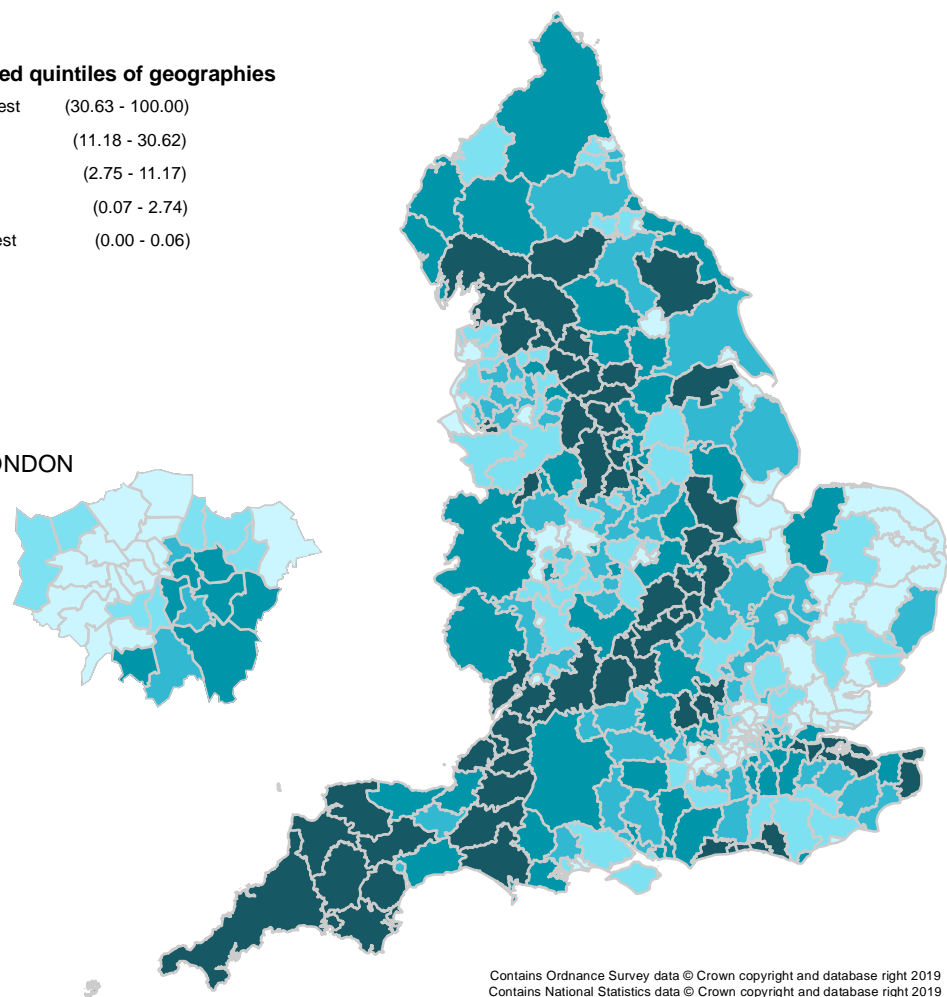 ed quintiles of geographies
est (30.63 - 100.00)
(11.18 - 30.62)
(2.75 - 11.17)
(0.07 - 2.74)
est (0.00 - 0.06)
ONDON
Contains Ordnance Survey data © Crown copyright and database right 2019
Contains National Statistics data © Crown copyright and database right 2019